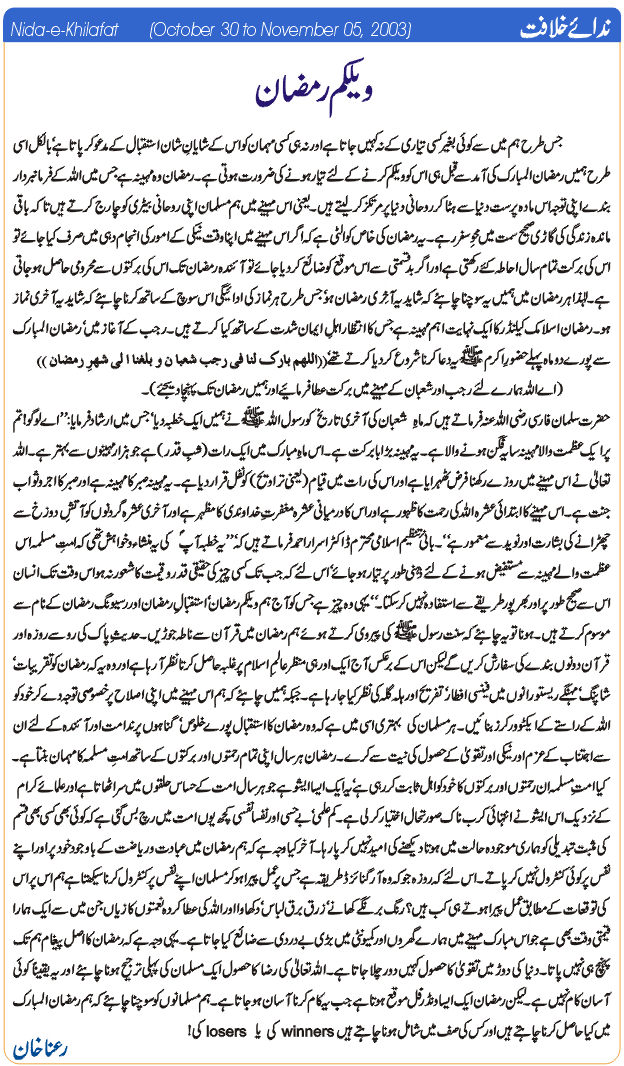 Nida-e-Khilafat (October 30 to November 05, 2003) ندائے خلافت
ویلکم رمضان
جس طرح ہم میں سے کوئی بغیر کسی تیاری کے نہ کہیں جاتا ہے اور نہ ہی کسی مہمان کو اس کے شایانِ شان استقبال کے مدعو کر پاتا ہے‘ بالکل اسی
طرح ہمیں رمضان المبارک کی آمد سے قبل ہی اس کو ویلکم کرنے کے لئے تیار ہونے کی ضرورت ہوتی ہے۔ رمضان وہ مہینہ ہے جس میں اللہ کے فرمانبردار
بندے اپنی توجہ اس مادہ پرست دنیا سے ہٹا کر روحانی دنیا پر مرتکز کر لیتے ہیں۔ یعنی اس مہینے میں ہم مسلمان اپنی روحانی بیٹری کو چارج کرتے ہیں تا کہ باقی
ماندہ زندگی کی گاڑی صحیح سمت میں محوِ سفر رہے۔ یہ رمضان کی خاص کوالٹی ہے کہ اگر اس مہینے میں اپنا وقت نیکی کے امور کی انجام دہی میں صرف کیا جائے تو
اس کی برکت تمام سال احاطہ کئے رکھتی ہے اور اگر بدقسمتی سے اس موقع کو ضائع کر دیا جائے تو آئندہ رمضان تک اس کی برکتوں سے محرومی حاصل ہو جاتی
ہے۔ لہٰذا ہر رمضان میں ہمیں یہ سوچنا چاہئے کہ شاید یہ آخری رمضان ہو‘ جس طرح ہر نماز کی ادائیگی اس سوچ کے ساتھ کرنا چاہئے کہ شاید یہ آخری نماز
ہو۔ رمضان اسلامک کیلنڈر کا ایک نہایت اہم مہینہ ہے جس کا انتظار اہلِ ایمان شدت کے ساتھ کیا کرتے ہیں۔ رجب کے آغاز میں‘ رمضان المبارک
سے پورے دو ماہ پہلے حضور اکرم ﷺ یہ دعا کرنا شروع کر دیا کرتے تھے ((اللھم بارک لنا فی رجب شعبان و بلغنا الی شھر رمضان))
(اے اللہ ہمارے لئے رجب اور شعبان کے مہینے میں برکت عطا فرمائیے اور ہمیں رمضان تک پہنچا دیجئے)۔
حضرت سلمان فارسی رضی اللہ عنہ فرماتے ہیں کہ ماہِ شعبان کی آخری تاریخ کو رسول اللہ ﷺ نے ہمیں ایک خطبہ دیا‘ جس میں ارشاد فرمایا: ’’اے لوگو! تم
پر ایک عظمت والا مہینہ سایہ فگن ہونے والا ہے۔ یہ مہینہ بڑا بابرکت ہے۔ اس ماہِ مبارک میں ایک رات (شبِ قدر) ہے جو ہزار مہینوں سے بہتر ہے۔ اللہ
تعالیٰ نے اس مہینے میں روزے رکھنا فرض ٹھہرایا ہے اور اس کی رات میں قیام (یعنی تراویح) کو نفل قرار دیا ہے۔ یہ مہینہ صبر کا مہینہ ہے اور صبر کا اجر و ثواب
جنت ہے۔ اس مہینے کا ابتدائی عشرہ اللہ کی رحمت کا ظہور ہے اور اس کا درمیانی عشرہ مغفرتِ خداوندی کا مظہر ہے اور آخری عشرہ گردنوں کو آتشِ دوزخ سے
چھڑانے کی بشارت اور نوید سے معمور ہے‘‘۔ بانی تنظیم اسلامی محترم ڈاکٹر اسرار احمد فرماتے ہیں کہ: ’’یہ خطبہ آپؐ کی یہ منشاء و خواہش تھی کہ امتِ مسلمہ اس
عظمت والے مہینہ سے مستفیض ہونے کے لئے ذہنی طور پر تیار ہو جائے‘ اس لئے کہ جب تک کسی چیز کی حقیقی قدر و قیمت کا شعور نہ ہو اس وقت تک انسان
اس سے صحیح طور پر اور بھرپور طریقے سے استفادہ نہیں کر سکتا۔‘‘ یہی وہ چیز ہے جس کو آج ہم ویلکم رمضان‘ استقبالِ رمضان اور رسیونگ رمضان کے نام سے
موسوم کرتے ہیں۔ ہونا تو یہ چاہئے کہ سنت رسول ﷺ کی پیروی کرتے ہوئے ہم رمضان میں قرآن سے ناطہ جوڑیں۔ حدیثِ پاک کی رو سے روزہ اور
قرآن دونوں بندے کی سفارش کریں گے لیکن اس کے برعکس آج ایک اور ہی منظر عالمِ اسلام پر غلبہ حاصل کرتا نظر آ رہا ہے اور وہ یہ کہ رمضان کو تقریبات‘
شاپنگ‘ مہنگے ریستورانوں میں فینسی افطار‘ تفریح اور ہلہ گلہ کی نظر کیا جا رہا ہے۔ جبکہ ہمیں چاہئے کہ ہم اس مہینے میں اپنی اصلاح پر خصوصی توجہ دے کر خود کو
اللہ کے راستے کے ایکٹو ورکرز بنائیں۔ ہر مسلمان کی بہتری اسی میں ہے کہ وہ رمضان کا استقبال پورے خلوص‘ گناہوں پر ندامت اور آئندہ کے لئے ان
سے اجتناب کے عزم اور نیکی اور تقویٰ کے حصول کی نیت سے کرے۔ رمضان ہر سال اپنی تمام رحمتوں اور برکتوں کے ساتھ امتِ مسلمہ کا مہمان بنتا ہے۔
کیا امتِ مسلمہ ان رحمتوں اور برکتوں کا خود کو اہل ثابت کر رہی ہے‘ یہ ایک ایسا ایشو ہے جو ہر سال امت کے حساس حلقوں میں سر اٹھاتا ہے اور علمائے کرام
کے نزدیک اس ایشو نے انتہائی کرب ناک صورتحال اختیار کر لی ہے۔ کم علمی‘ بے حسی اور نفسا نفسی کچھ یوں امت میں رچ بس گئی ہے کہ کوئی بھی کسی بھی قسم
کی مثبت تبدیلی کو ہماری موجودہ حالت میں ہوتا دیکھنے کی امید نہیں کر پا رہا۔ آخر کیا وجہ ہے کہ ہم رمضان میں عبادت و ریاضت کے باوجود خود پر اور اپنے
نفس پر کوئی کنٹرول نہیں کر پاتے۔ اس لئے کہ روزہ جو کہ وہ آرگنائزڈ طریقہ ہے جس پر عمل پیرا ہو کر مسلمان اپنے نفس پر کنٹرول کرنا سیکھتا ہے ہم اس پر اس
کی توقعات کے مطابق عمل پیرا ہوتے ہی کب ہیں؟ رنگ برنگے کھانے‘ زرق برق لباس‘ دکھاوا اور اللہ کی عطا کردہ نعمتوں کا زیاں جن میں سے ایک ہمارا
قیمتی وقت بھی ہے جو اس مبارک مہینے میں ہمارے گھروں اور کمیونٹی میں بڑی بے دردی سے ضائع کیا جاتا ہے۔ یہی وجہ ہے کہ رمضان کا اصل پیغام ہم تک
پہنچ ہی نہیں پاتا۔ دنیا کی دوڑ میں تقویٰ کا حصول کہیں دور چلا جاتا ہے۔ اللہ تعالیٰ کی رضا کا حصول ایک مسلمان کی پہلی ترجیح ہونا چاہئے اور یہ یقیناً کوئی
آسان کام نہیں ہے۔ لیکن رمضان ایک ایسا ونڈرفل موقع ہوتا ہے جب یہ کام کرنا آسان ہو جاتا ہے۔ ہم مسلمانوں کو سوچنا چاہئے کہ ہم رمضان المبارک
میں کیا حاصل کرنا چاہتے ہیں اور کس کی صف میں شامل ہونا چاہتے ہیں winners کی یا losers کی!
رعنا خان